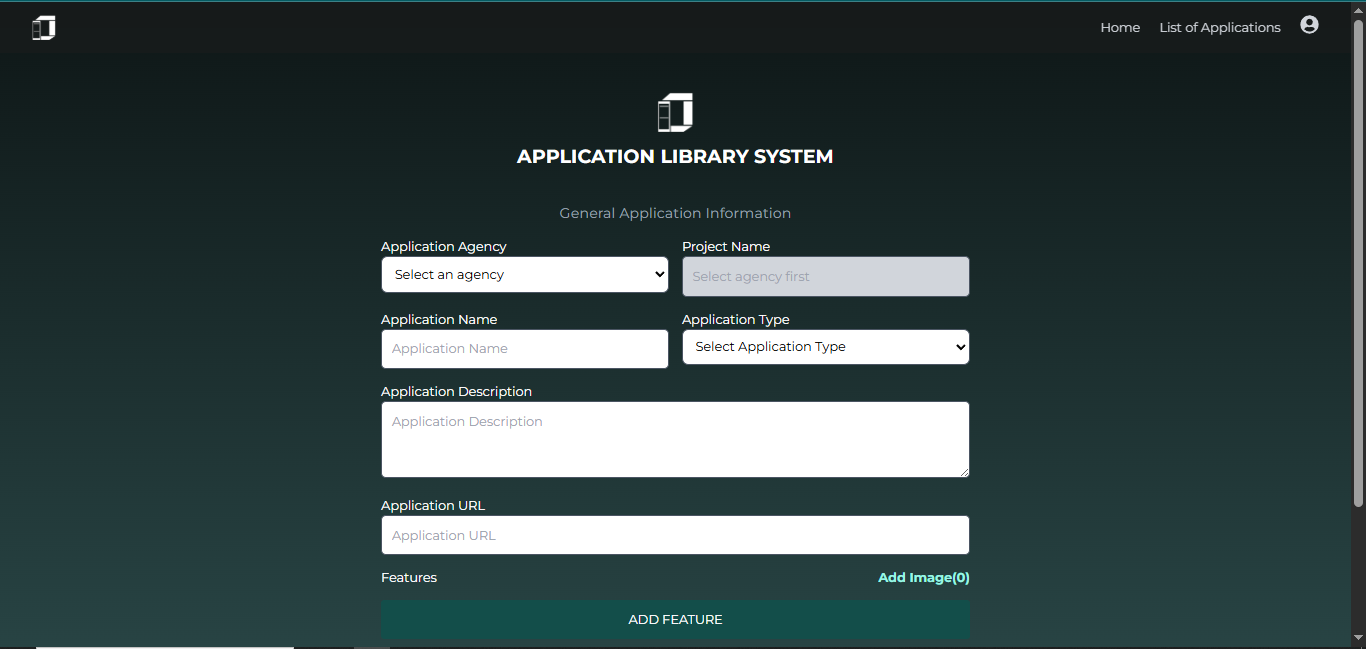 Home List of Applications
APPLICATION LIBRARY SYSTEM
General Application Information
Application Agency Project Name
Select an agency Select agency first
Application Name Application Type
Application Name Select Application Type
Application Description
Application Description
Application URL
Application URL
Features Add Image(0)
ADD FEATURE